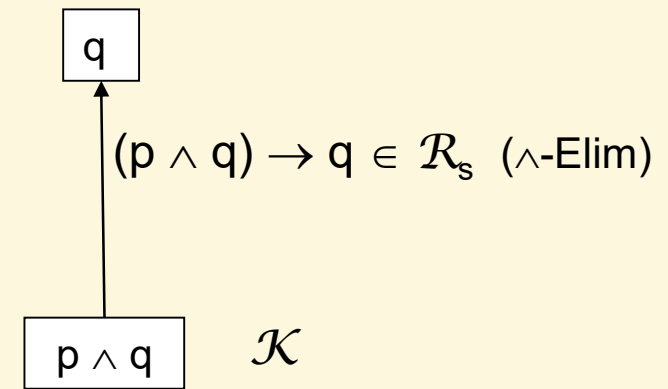 q
(p ∧ q) → q ∈ ℛs (∧-Elim)
p ∧ q 𝒦